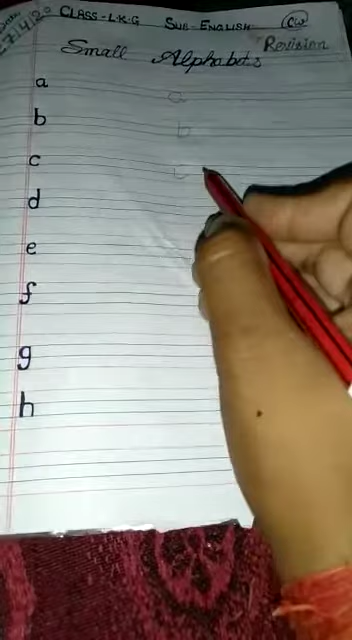 CLASS-L.K.G SUB-ENGLISH CW
Small Alphabets Revision
a a
b b
c c
d
e
f
g
h